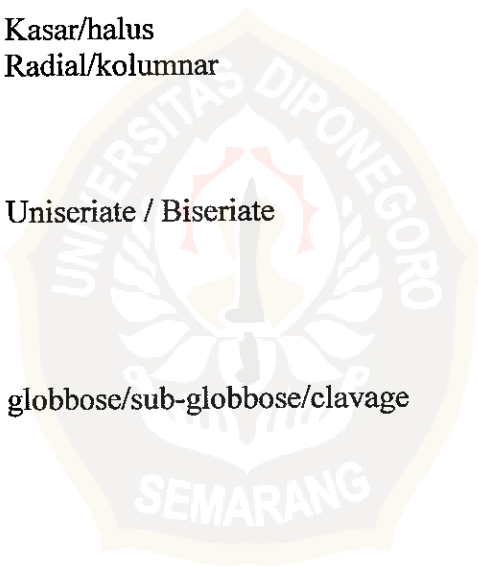 Kasar/halus
Radial/kolumnar
Uniseriate / Biseriate
globbose/sub-globbose/clavage
UNIVERSITAS DIPONEGORO
SEMARANG